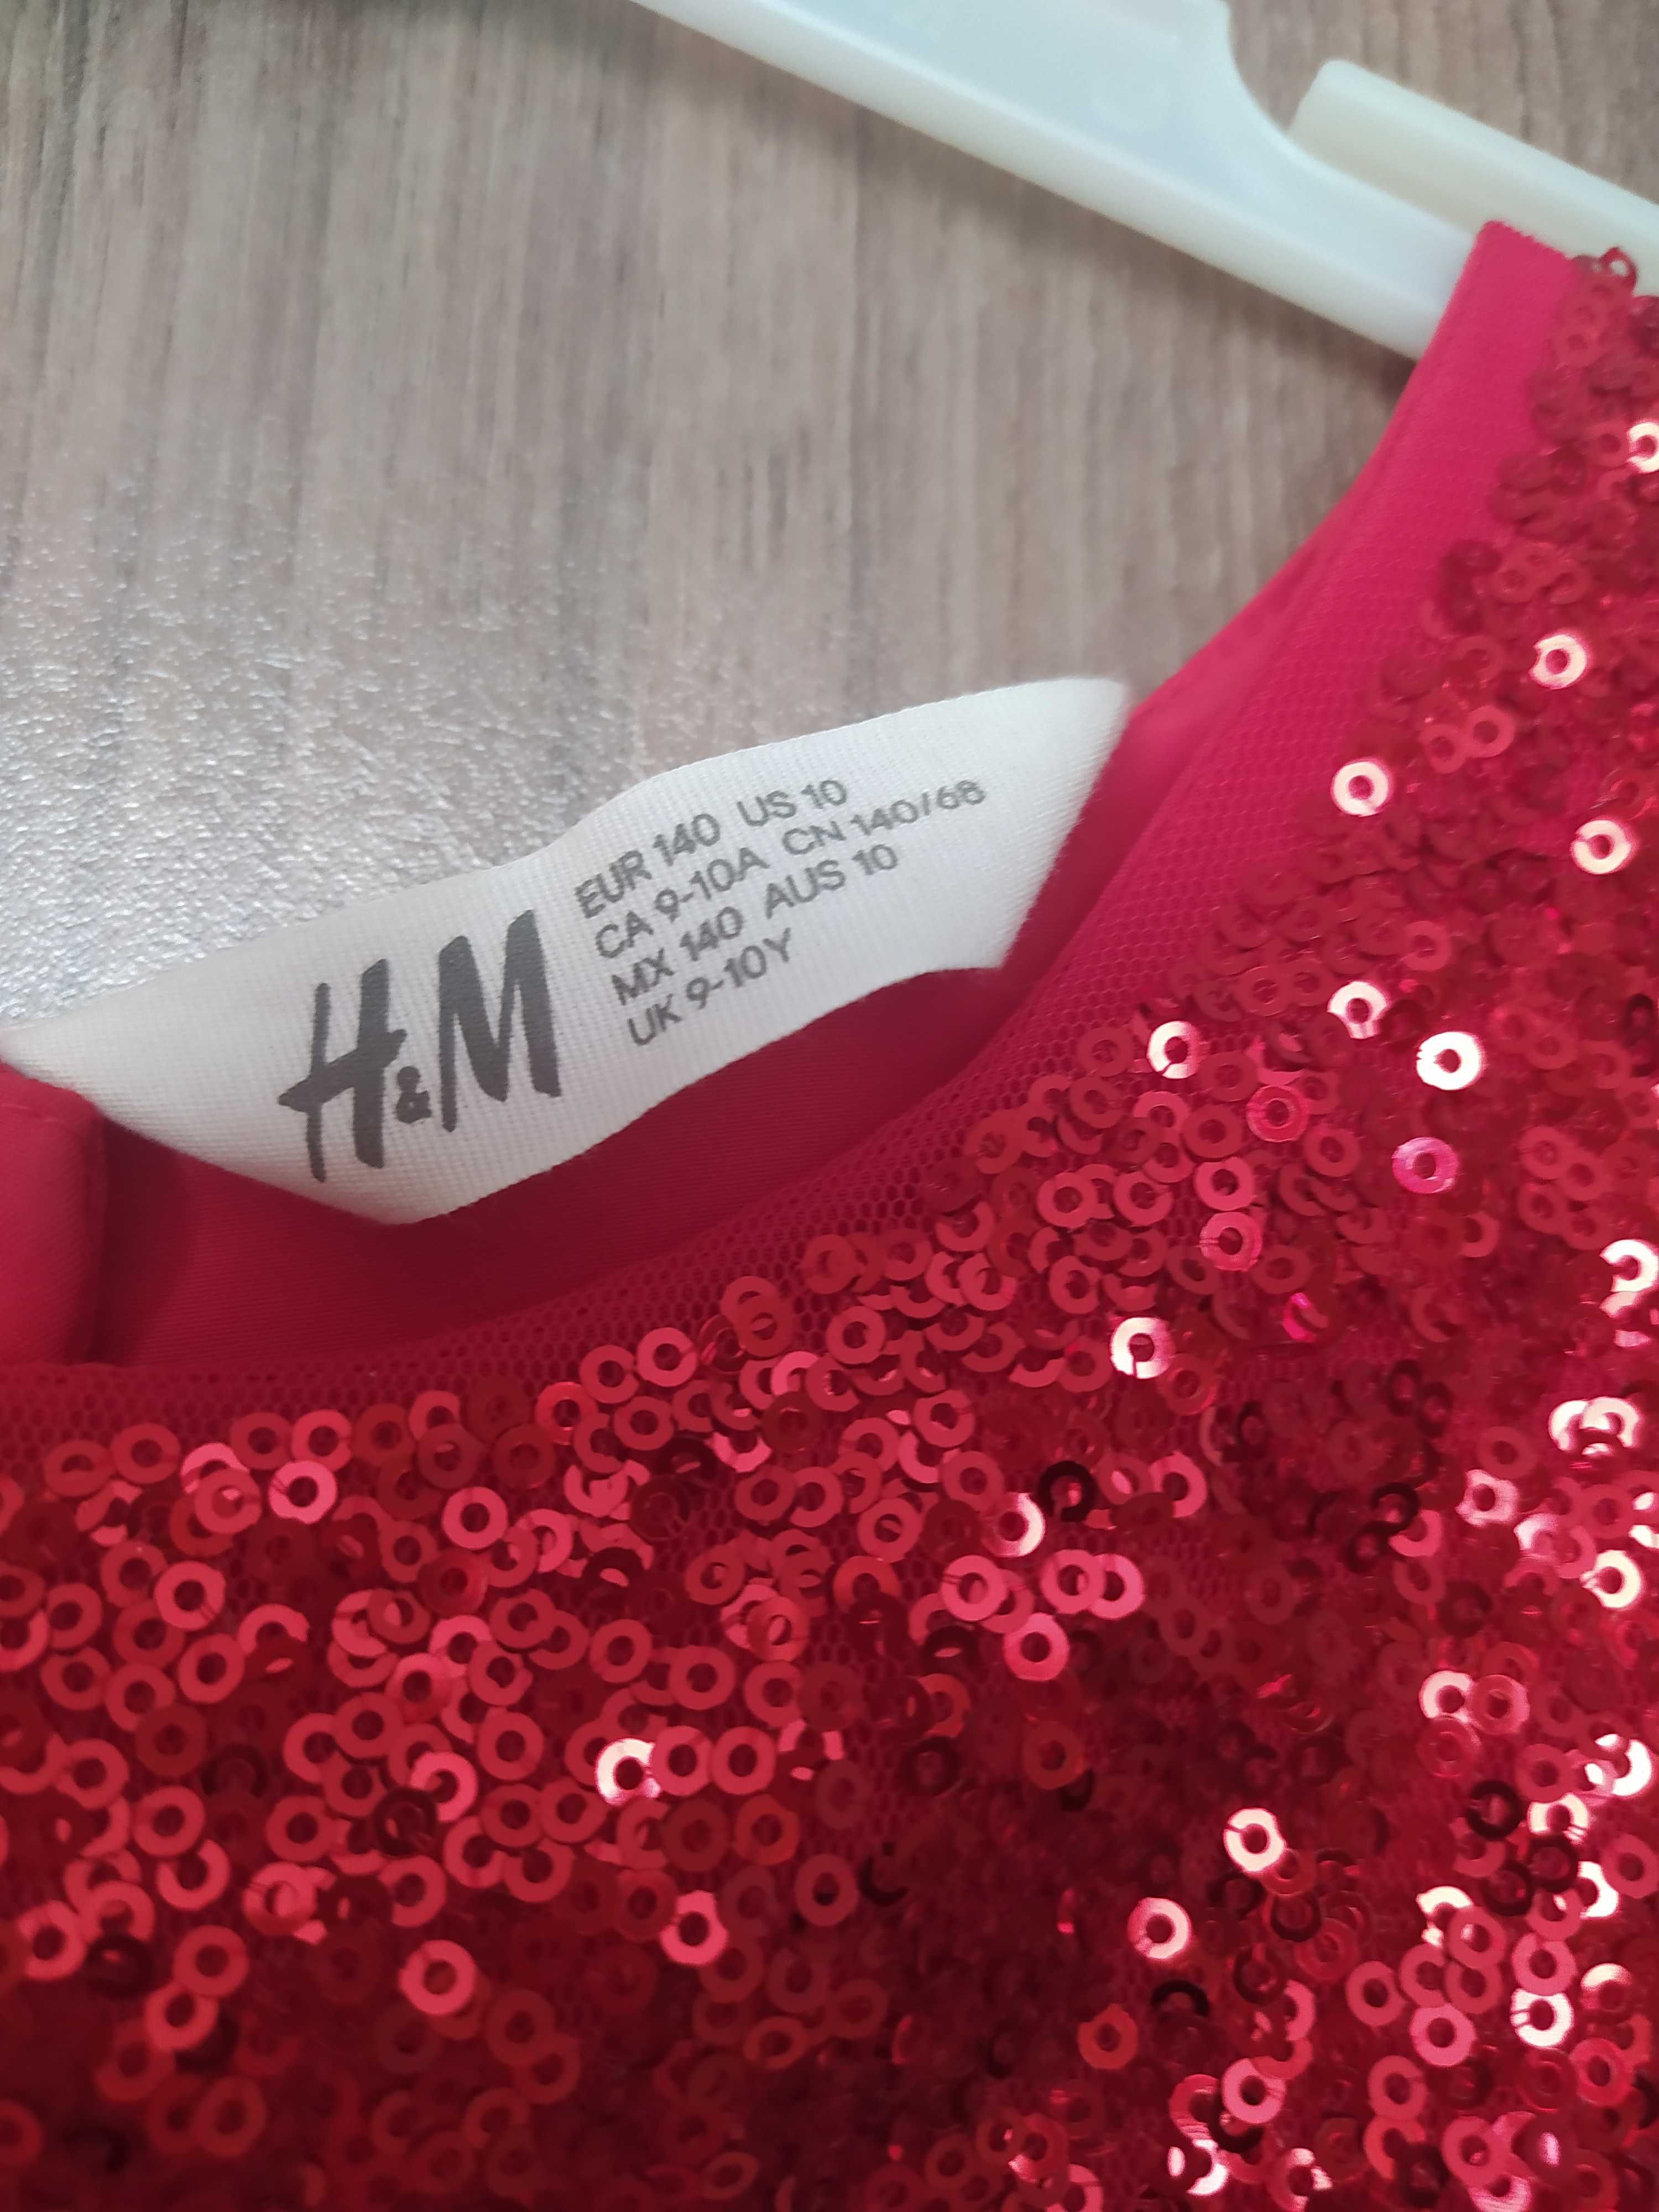 H&M
EUR 140 US 10
CA 9-10A CN 140/68
MX 140 AUS 10
UK 9-10Y